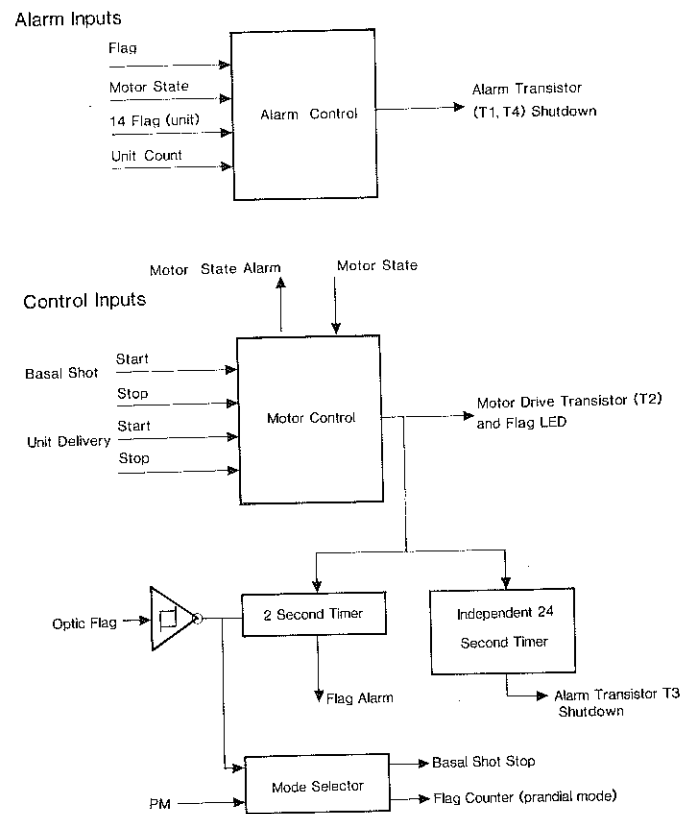 Alarm Inputs
Flag
Motor State
14 Flag (unit)
Unit Count
Alarm Control
Alarm Transistor
(T1, T4) Shutdown
Motor State Alarm
Motor State
Control Inputs
Basal Shot
Start
Stop
Unit Delivery
Start
Stop
Motor Control
Motor Drive Transistor (T2)
and Flag LED
Optic Flag
2 Second Timer
Independent 24
Second Timer
Flag Alarm
Alarm Transistor T3
Shutdown
Mode Selector
PM
Basal Shot Stop
Flag Counter (prandial mode)